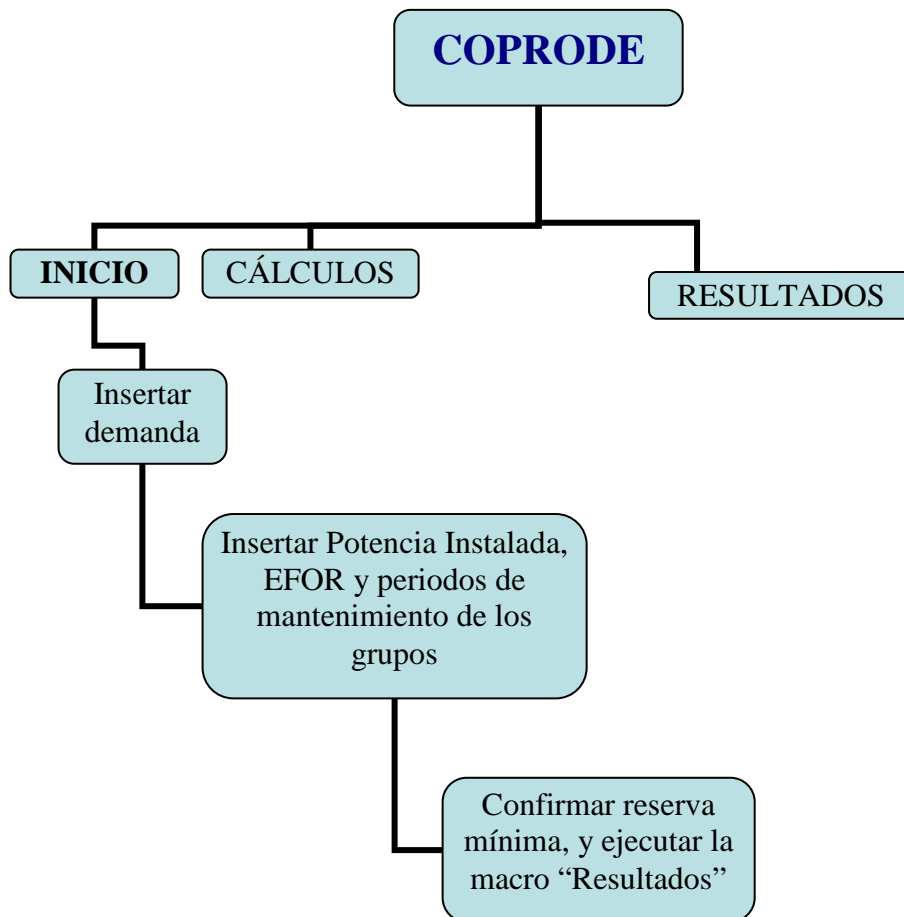 COPRODE
INICIO
CÁLCULOS
RESULTADOS
Insertar
demanda
Insertar Potencia Instalada,
EFOR y periodos de
mantenimiento de los
grupos
Confirmar reserva
mínima, y ejecutar la
macro “Resultados”